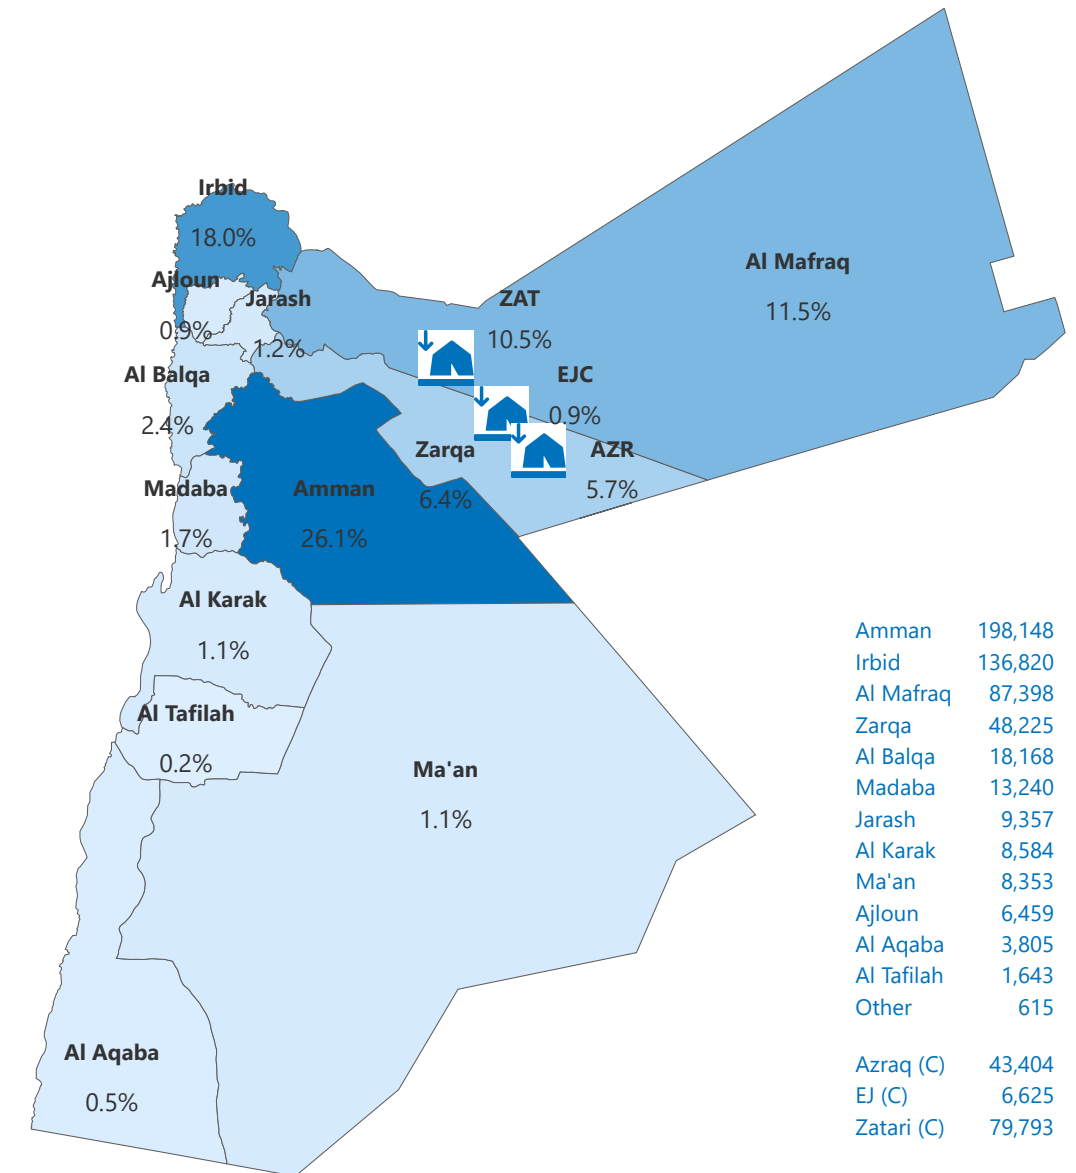 Irbid
18.0%
Al Mafraq
11.5%
Ajloun
0.9%
Jarash
1.2%
ZAT
10.5%
Al Balqa
2.4%
EJC
0.9%
Zarqa
6.4%
AZR
5.7%
Madaba
1.7%
Amman
26.1%
Al Karak
1.1%
Al Tafilah
0.2%
Ma'an
1.1%
Al Aqaba
0.5%
Amman 198,148
Irbid 136,820
Al Mafraq 87,398
Zarqa 48,225
Al Balqa 18,168
Madaba 13,240
Jarash 9,357
Al Karak 8,584
Ma'an 8,353
Ajloun 6,459
Al Aqaba 3,805
Al Tafilah 1,643
Other 615
Azraq (C) 43,404
EJ (C) 6,625
Zatari (C) 79,793